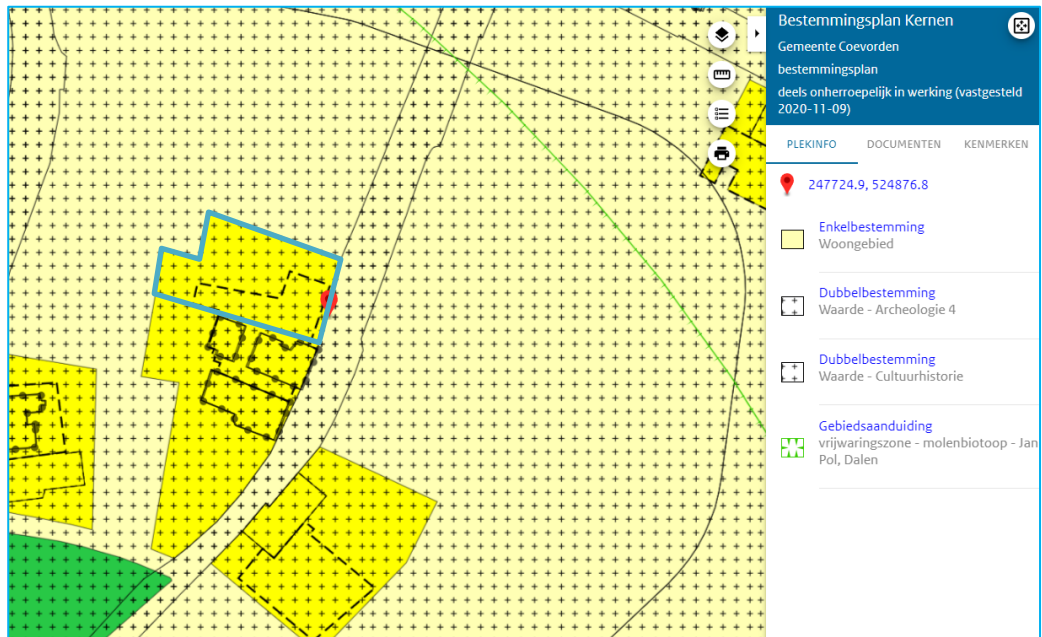 Bestemmingsplan Kernen
Gemeente Coevorden
bestemmingsplan
deels onherroepelijk in werking (vastgesteld
2020-11-09)
PLEKINFO DOCUMENTEN KENMERKEN
247724.9, 524876.8
Enkelbestemming
Woongebied
Dubbelbestemming
Waarde - Archeologie 4
Dubbelbestemming
Waarde - Cultuurhistorie
Gebiedsaanduiding
vrijwaringszone - molenbiotoop - Jan
Pol, Dalen